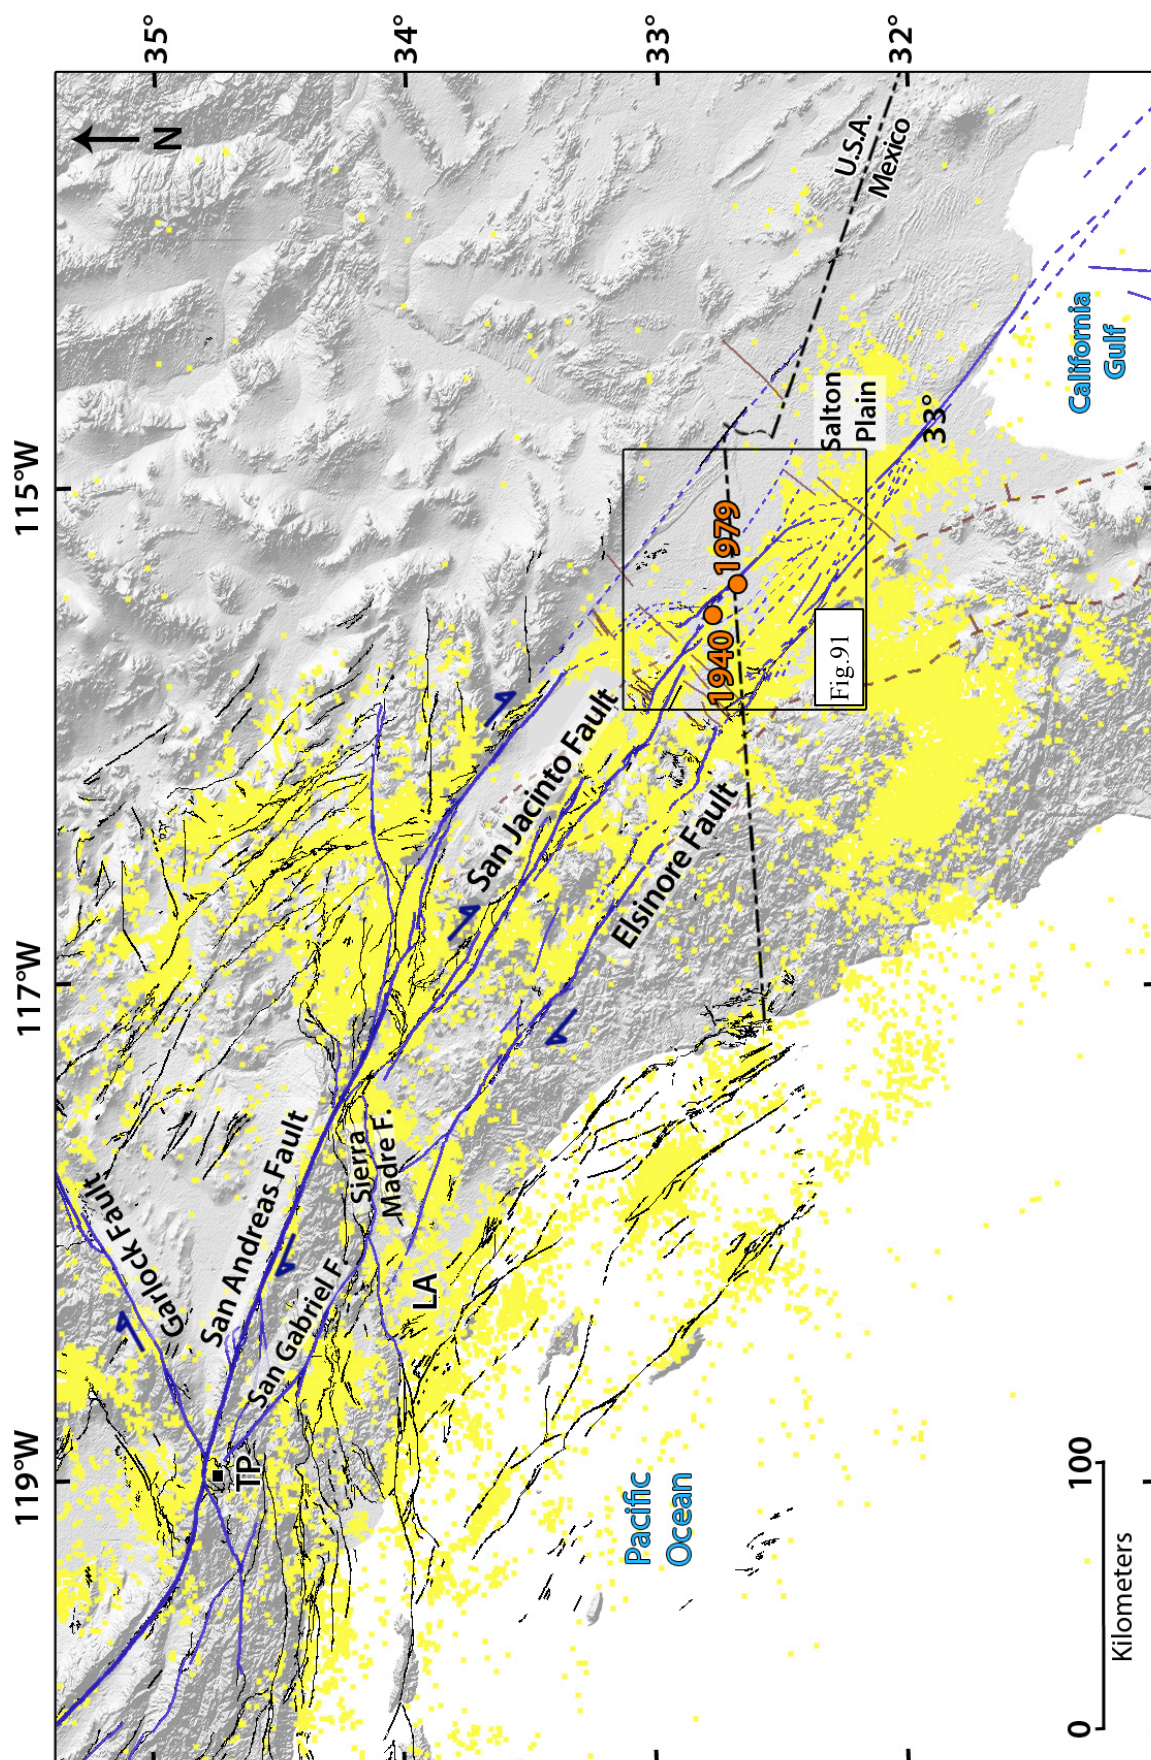 119°W
117°W
115°W
35°
34°
33°
32°
N
Garlock Fault
San Andreas Fault
San Gabriel F.
Sierra
Madre F.
TP
LA
San Jacinto Fault
Elsinore Fault
1940
1979
Fig.91
U.S.A.
Mexico
Salton
Plain
33°
California
Gulf
Pacific
Ocean
0
100
Kilometers